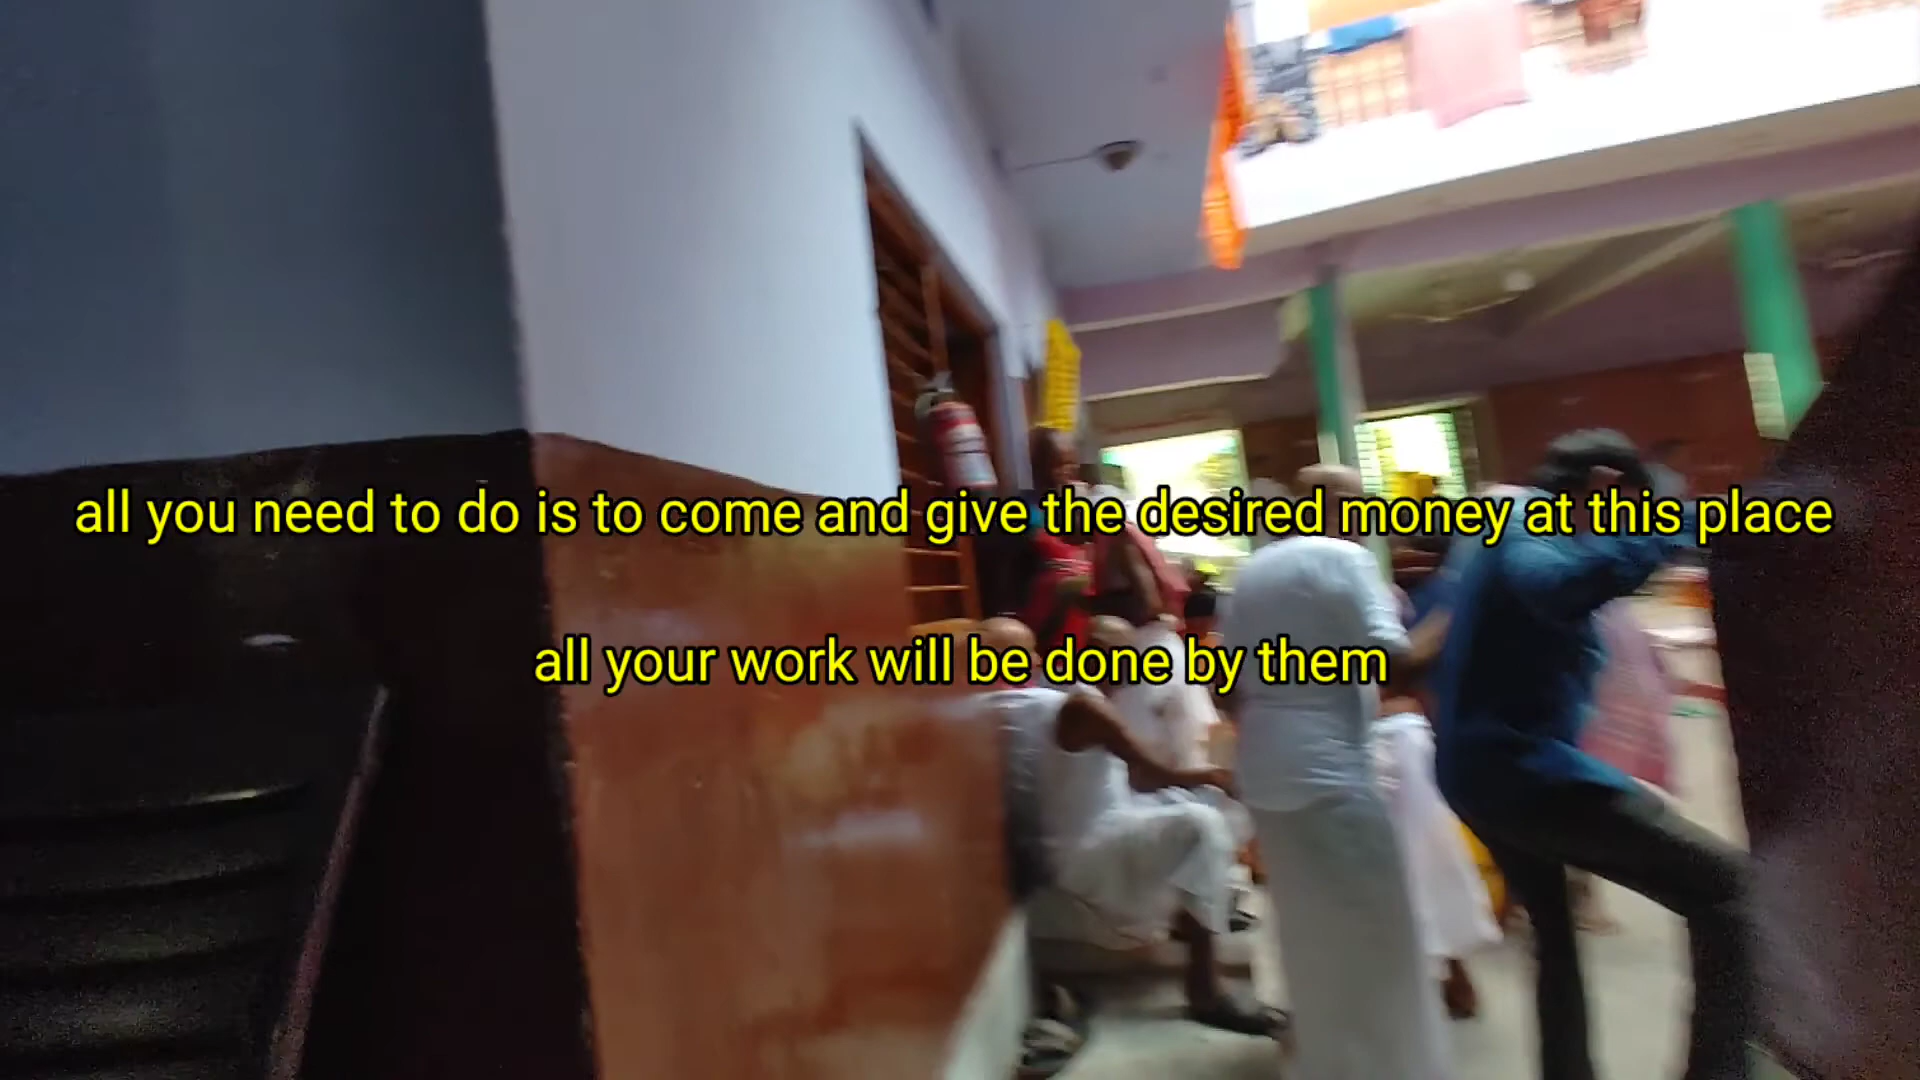 all you need to do is to come and give the desired money at this place
all your work will be done by them